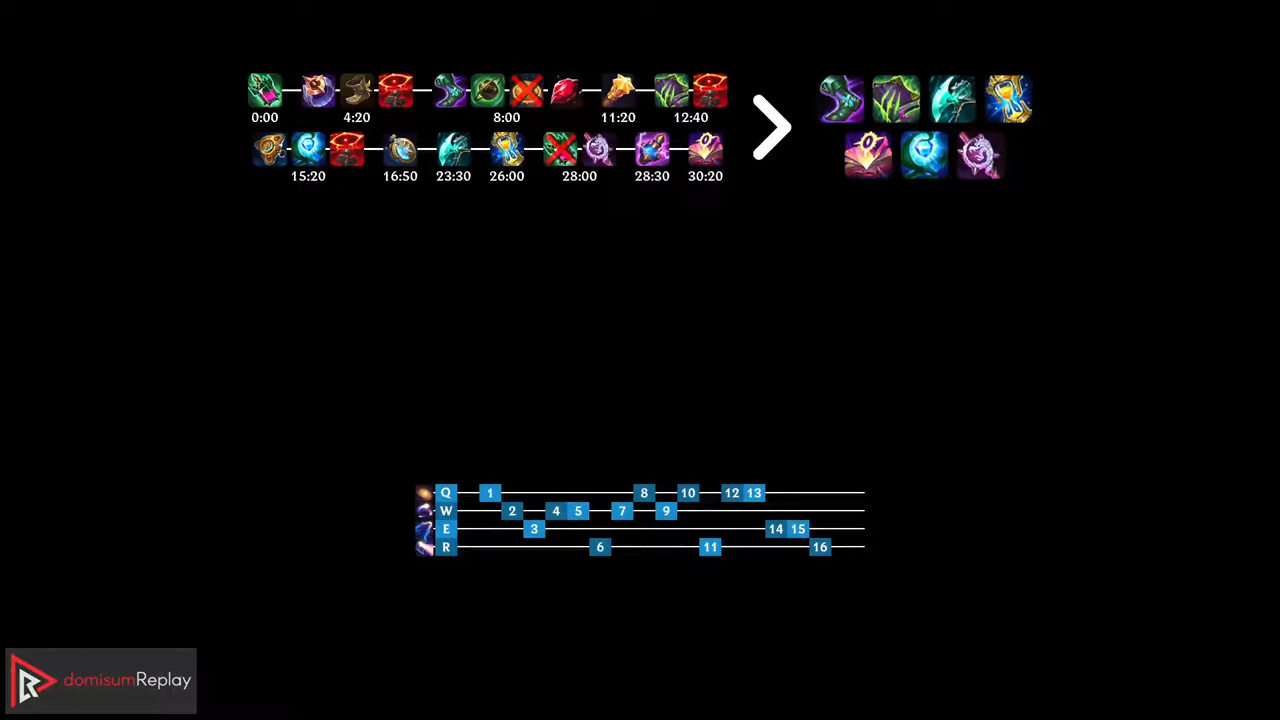 0:00 4:20 8:00 11:20 12:40
15:20 16:50 23:30 26:00 28:00 28:30 30:20
Q 1 8 10 12 13
W 2 4 5 7 9
E 3 14 15
R 6 11 16
domisumReplay